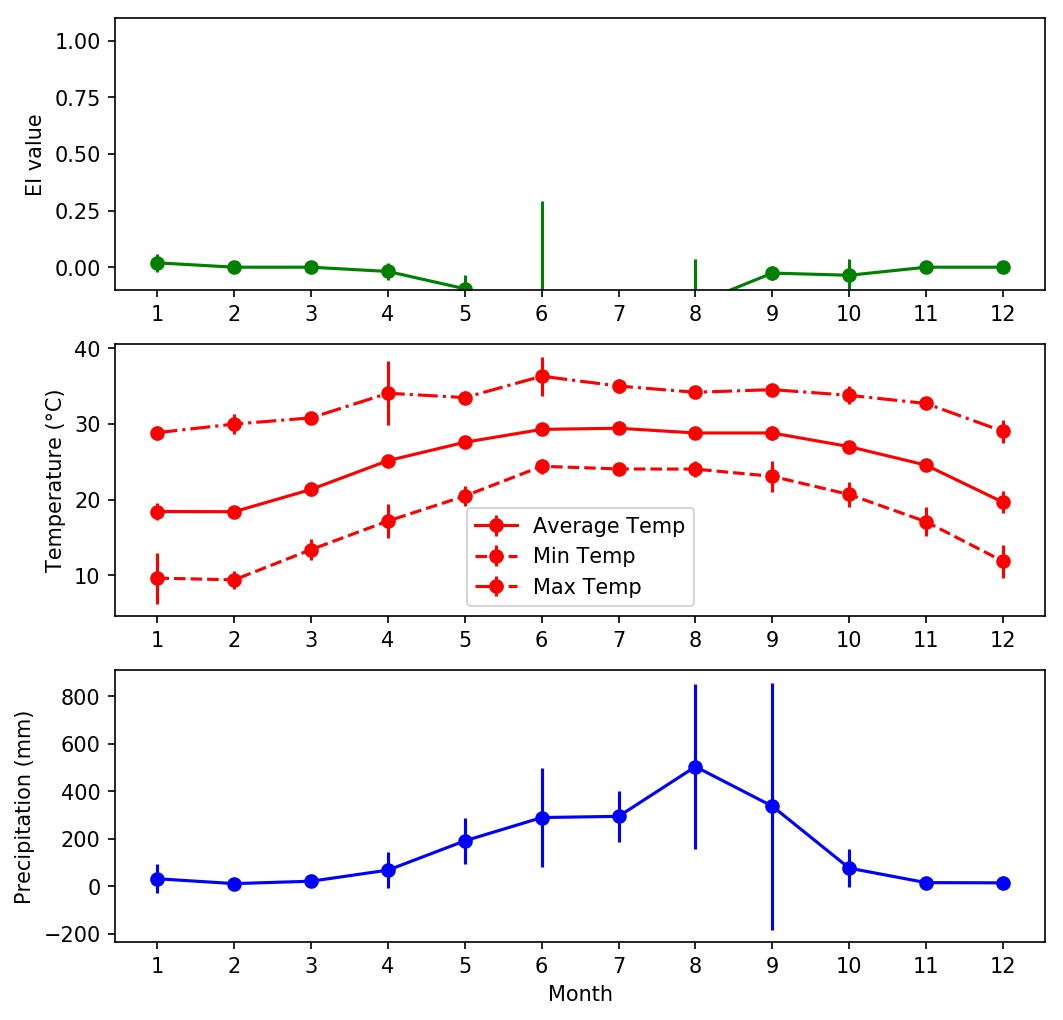 EI value
1.00
0.75
0.50
0.25
0.00
1 2 3 4 5 6 7 8 9 10 11 12
Temperature (°C)
40
30
20
10
Average Temp
Min Temp
Max Temp
1 2 3 4 5 6 7 8 9 10 11 12
Precipitation (mm)
800
600
400
200
0
−200
1 2 3 4 5 6 7 8 9 10 11 12
Month